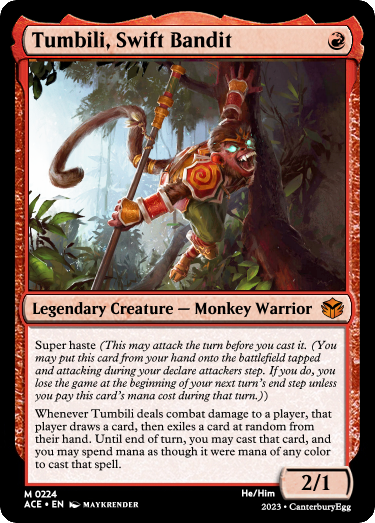 Tumbili, Swift Bandit
Legendary Creature — Monkey Warrior
Super haste (This may attack the turn before you cast it. (You
may put this card from your hand onto the battlefield tapped
and attacking during your declare attackers step. If you do, you
lose the game at the beginning of your next turn's end step unless
you pay this card's mana cost during that turn.))
Whenever Tumbili deals combat damage to a player, that
player draws a card, then exiles a card at random from
their hand. Until end of turn, you may cast that card, and
you may spend mana as though it were mana of any color
to cast that spell.
2/1
M 0224
ACE • EN MAYKRENDER
He/Him
2023 • CanterburyEgg